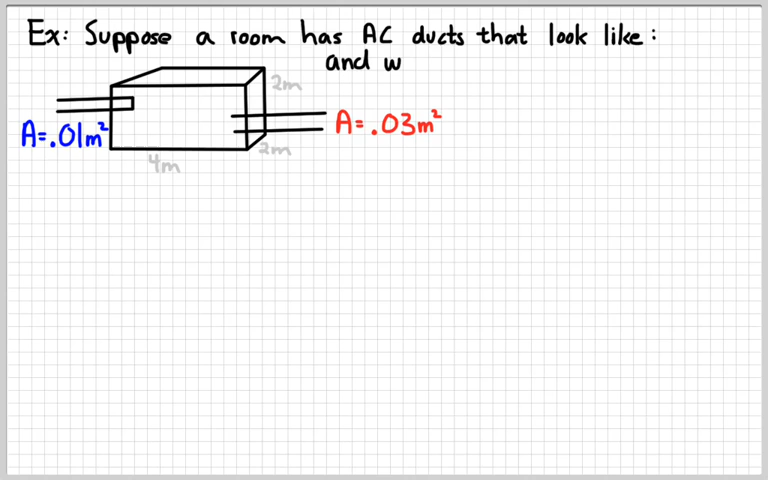 Ex: Suppose a room has AC ducts that look like:
and w
2m
A=.01m²
A=.03m²
2m
4m